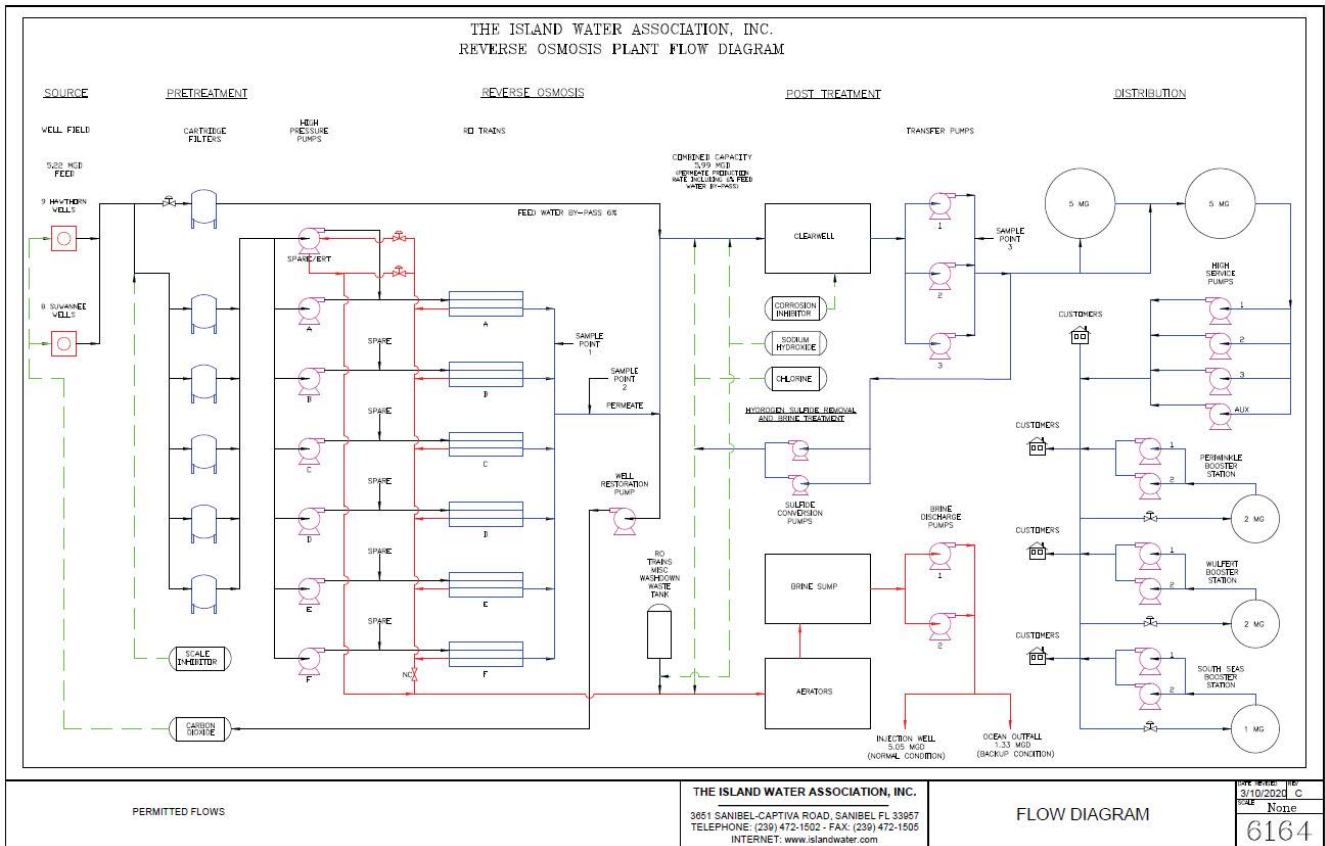 THE ISLAND WATER ASSOCIATION, INC.
REVERSE OSMOSIS PLANT FLOW DIAGRAM
SOURCE
PRETREATMENT
REVERSE OSMOSIS
POST TREATMENT
DISTRIBUTION
WELL FIELD
5.22 MGD
FEED
9 HAWTHORN
WELLS
8 SUWANNEE
WELLS
CARTRIDGE
FILTERS
SCALE
INHIBITOR
CARBON
DIOXIDE
HIGH
PRESSURE
PUMPS
SPARE/ERT
A
B
C
D
E
F
RO TRAINS
FEED WATER BY-PASS 6%
SPARE
SPARE
SPARE
SPARE
SPARE
NC
A
B
C
D
E
F
SAMPLE
POINT
1
SAMPLE
POINT
2
PERMEATE
WELL
RESTORATION
PUMP
RO
TRAINS
MISC
WASHDOWN
WASTE
TANK
COMBINED CAPACITY
5.99 MGD
(PERMEATE PRODUCTION
RATE INCLUDING 6% FEED
WATER BY-PASS)
CLEARWELL
CORROSION
INHIBITOR
SODIUM
HYDROXIDE
CHLORINE
HYDROGEN SULFIDE REMOVAL
AND BRINE TREATMENT
SULFIDE
CONVERSION
PUMPS
BRINE SUMP
AERATORS
TRANSFER PUMPS
1
2
3
SAMPLE
POINT
3
BRINE
DISCHARGE
PUMPS
1
2
INJECTION WELL
5.05 MGD
(NORMAL CONDITION)
OCEAN OUTFALL
1.33 MGD
(BACKUP CONDITION)
5 MG
5 MG
HIGH
SERVICE
PUMPS
1
2
3
AUX
CUSTOMERS
CUSTOMERS
1
2
PERIWINKLE
BOOSTER
STATION
2 MG
CUSTOMERS
1
2
WULFERT
BOOSTER
STATION
2 MG
CUSTOMERS
1
2
SOUTH SEAS
BOOSTER
STATION
1 MG
PERMITTED FLOWS
THE ISLAND WATER ASSOCIATION, INC.
3651 SANIBEL-CAPTIVA ROAD, SANIBEL FL 33957
TELEPHONE: (239) 472-1502 - FAX: (239) 472-1505
INTERNET: www.islandwater.com
FLOW DIAGRAM
DATE REVISED REV
3/10/2020 C
SCALE
None
6164